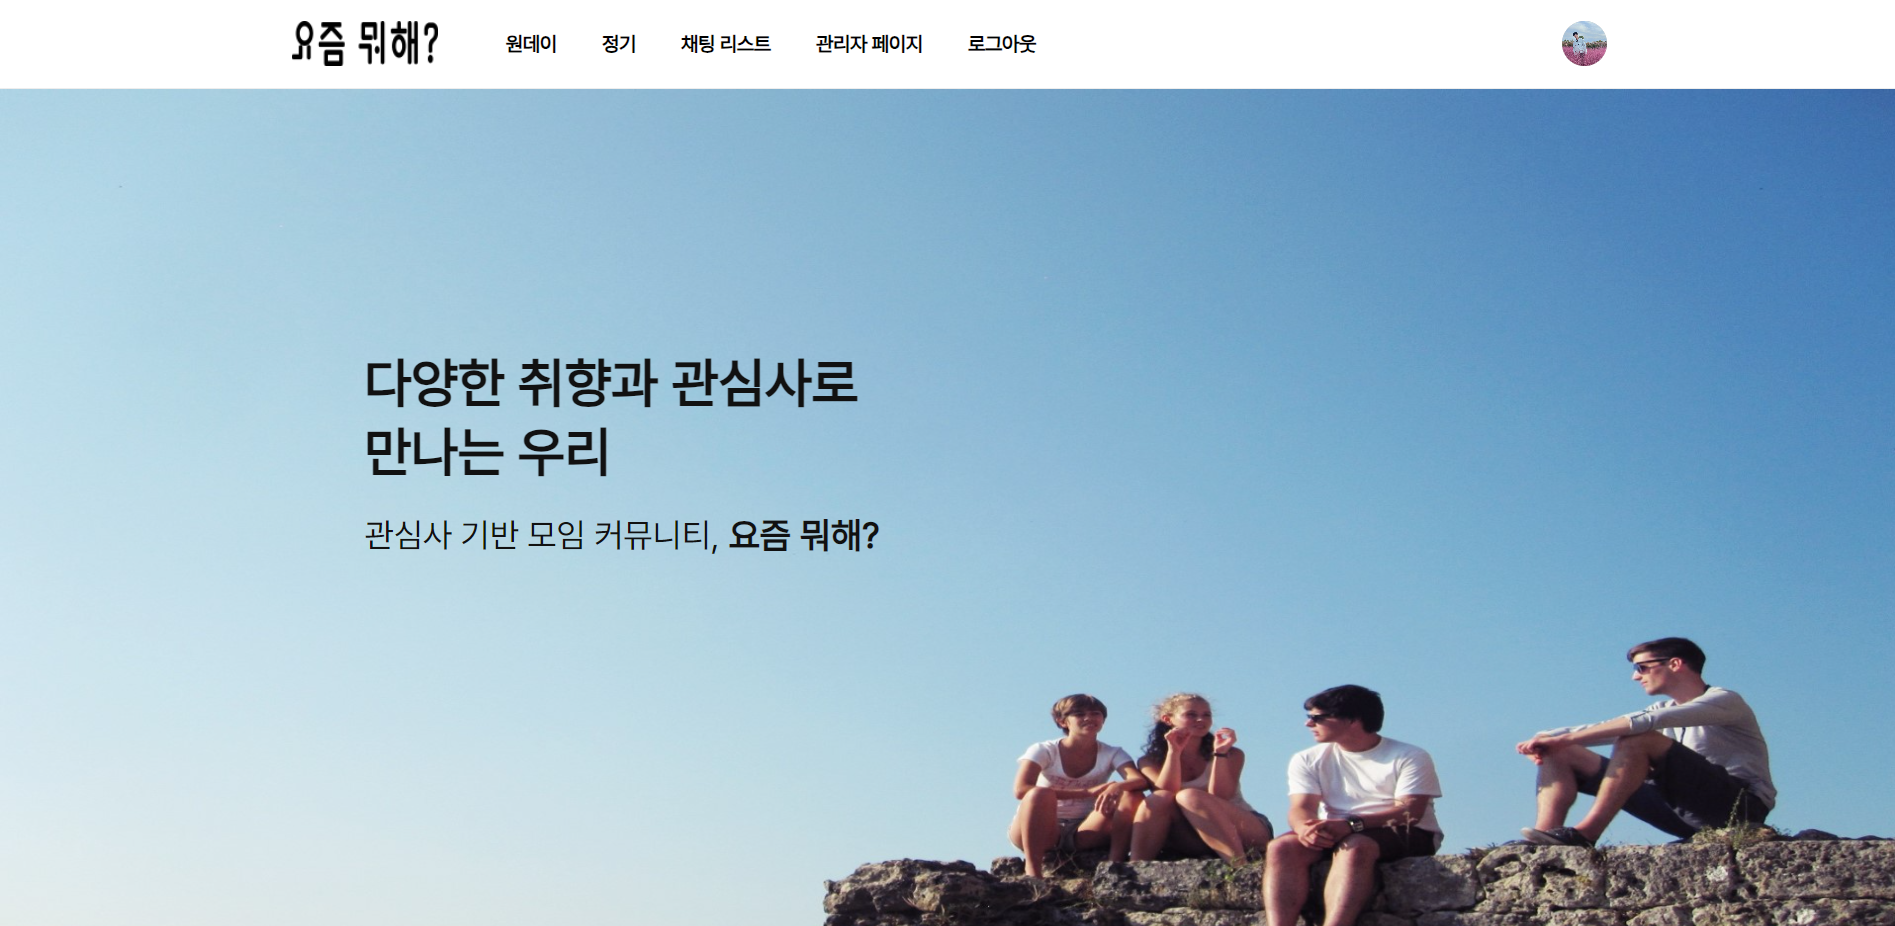 요즘 뭐해?
원데이 정기 채팅 리스트 관리자 페이지 로그아웃
다양한 취향과 관심사로
만나는 우리
관심사 기반 모임 커뮤니티, 요즘 뭐해?